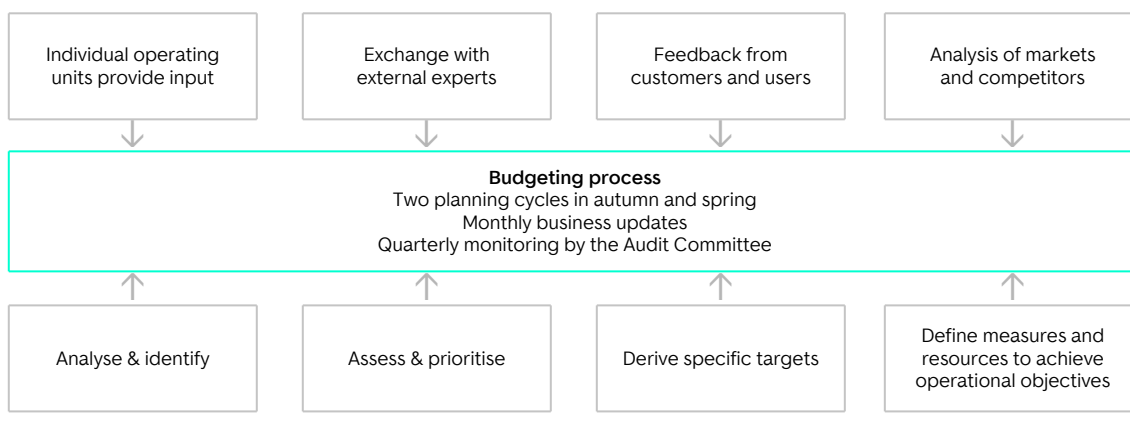 Individual operating
units provide input
Exchange with
external experts
Feedback from
customers and users
Analysis of markets
and competitors
Budgeting process
Two planning cycles in autumn and spring
Monthly business updates
Quarterly monitoring by the Audit Committee
Analyse & identify
Assess & prioritise
Derive specific targets
Define measures and
resources to achieve
operational objectives